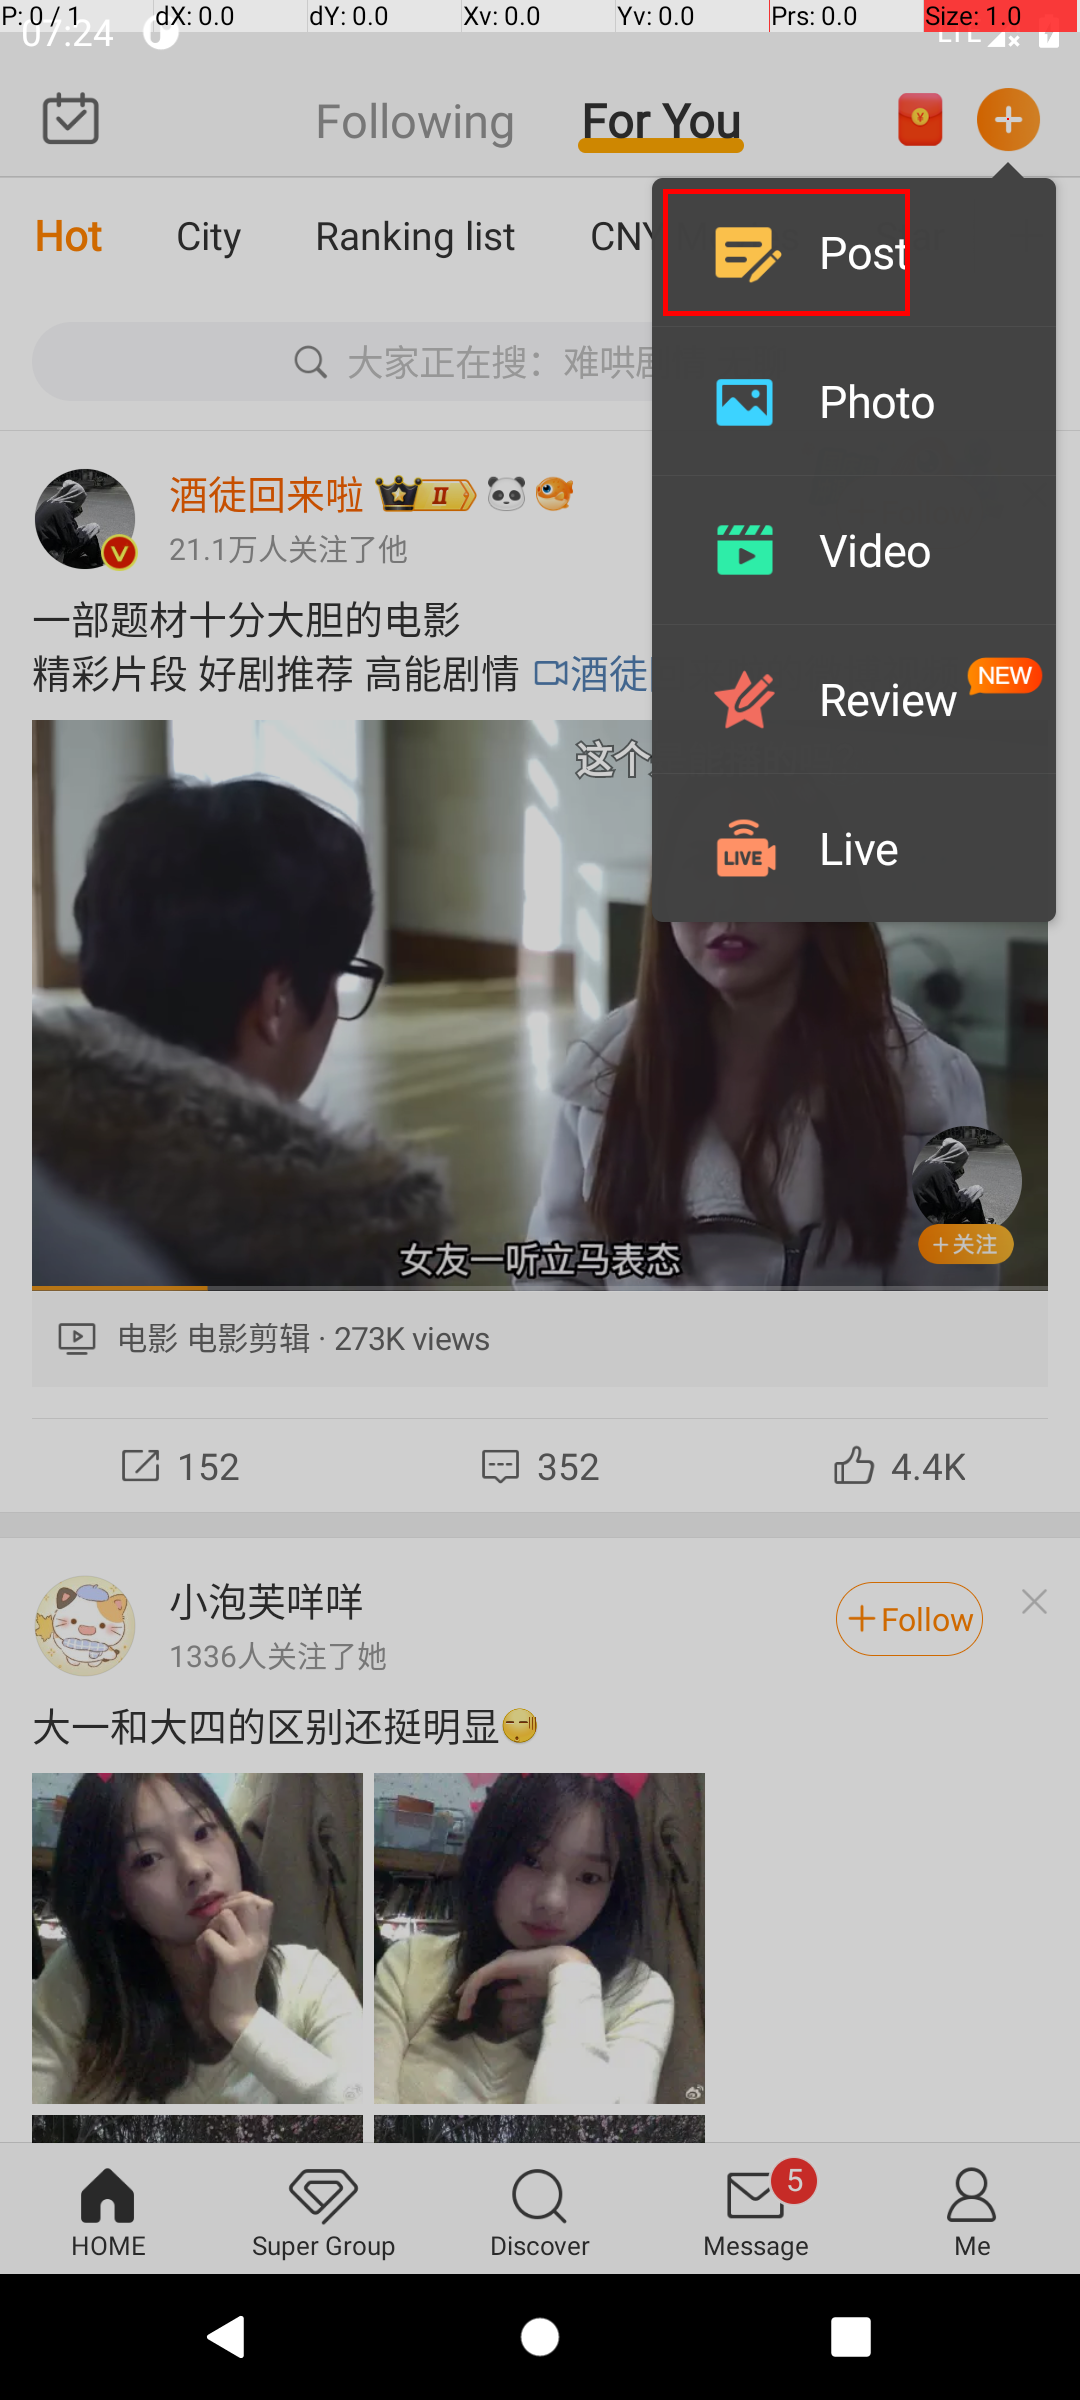 P: 0 / 1
dX: 0.0
dY: 0.0
Xv: 0.0
Yv: 0.0
Prs: 0.0
Size: 1.0
07:24
LTE
Following
For You
Hot
City
Ranking list
CNY
Post
大家正在搜：难哄
Photo
酒徒回来啦
II
21.1万人关注了他
Video
一部题材十分大胆的电影
精彩片段 好剧推荐 高能剧情 酒徒
Review
NEW
这个
LIVE
Live
女友一听立马表态
+关注
电影 电影剪辑 · 273K views
152
352
4.4K
小泡芙咩咩
1336人关注了她
+Follow
大一和大四的区别还挺明显
HOME
Super Group
Discover
5
Message
Me